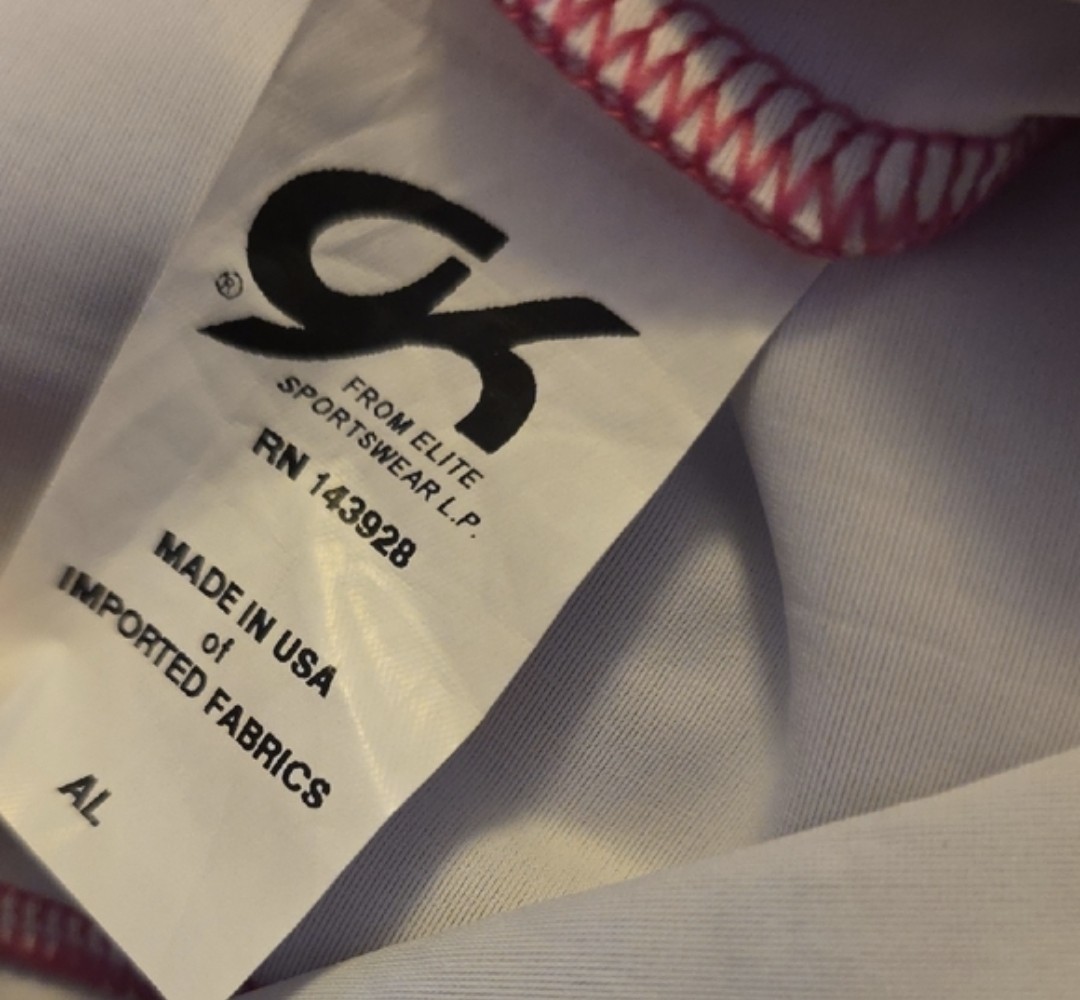 GK
®
FROM ELITE
SPORTSWEAR L.P.
RN 143928
MADE IN USA
of
IMPORTED FABRICS
AL